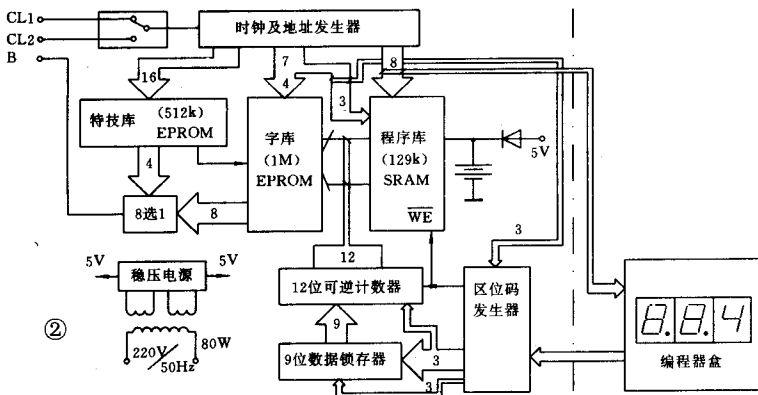 CL1
CL2
B
时钟及地址发生器
16
7
4
3
8
特技库
(512k)
EPROM
字库
(1M)
EPROM
程序库
(129k)
SRAM
WE
5V
4
8选1
8
3
12
12位可逆计数器
区位码
发生器
5V
稳压电源
5V
②
220V
50Hz
80W
9
9位数据锁存器
3
3
8.8.4
编程器盒